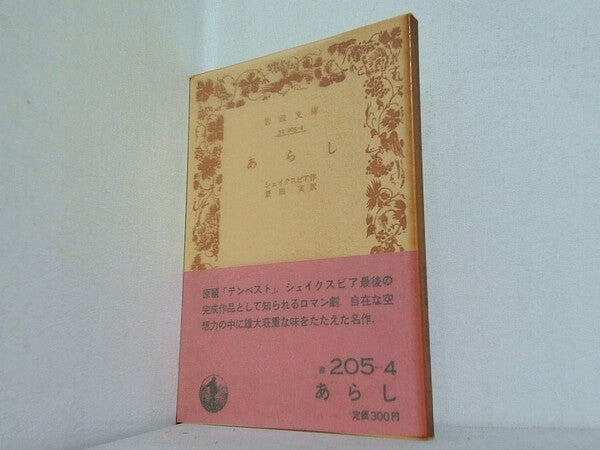 岩波文庫
32-205-4
あらし
シェイクスピア作
豊田 実訳
原題「テンペスト」。シェイクスピア最後の
完成作品として知られるロマン劇。自在な空
想力の中に雄大荘重な味をたたえた名作。
赤 205-4
あらし
定価300円